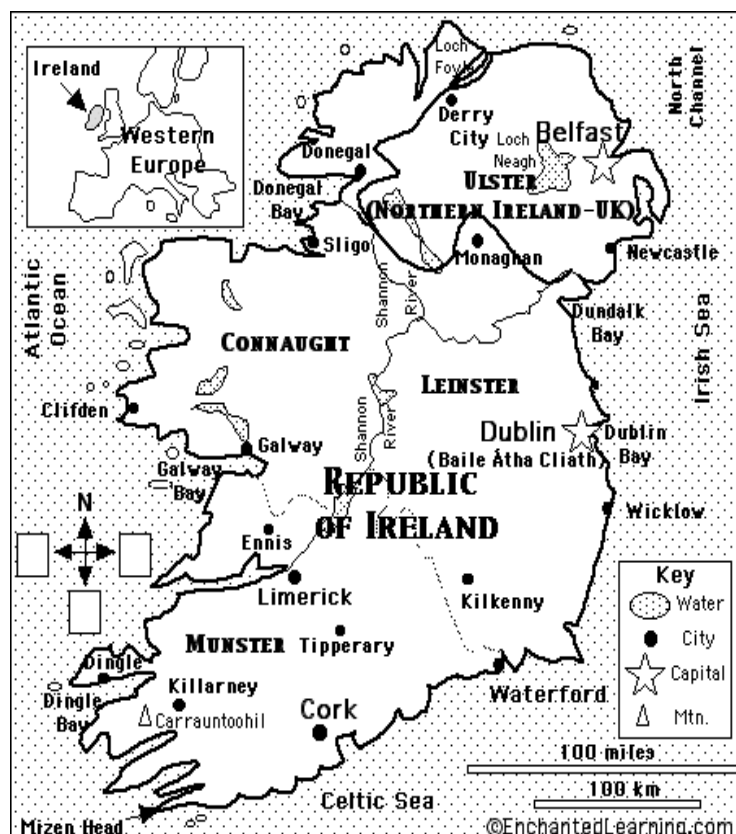 Ireland
Western
Europe
Loch
Foyle
North
Channel
Derry
City
Belfast
Loch
Neagh
Donegal
Donegal
Bay
Ulster
(Northern Ireland-UK)
Sligo
Monaghan
Newcastle
Atlantic
Ocean
Shannon
River
Dundalk
Bay
Irish Sea
Connaught
Leinster
Clifden
Shannon
River
Dublin
(Baile Átha Cliath)
Dublin
Bay
Galway
Galway
Bay
Republic
of Ireland
N
Ennis
Wicklow
Limerick
Kilkenny
Key
Water
City
Capital
Mtn.
Munster
Tipperary
Dingle
Dingle
Bay
Killarney
Carrauntoohil
Waterford
Cork
100 miles
100 km
Celtic Sea
Mizen Head
©EnchantedLearning.com